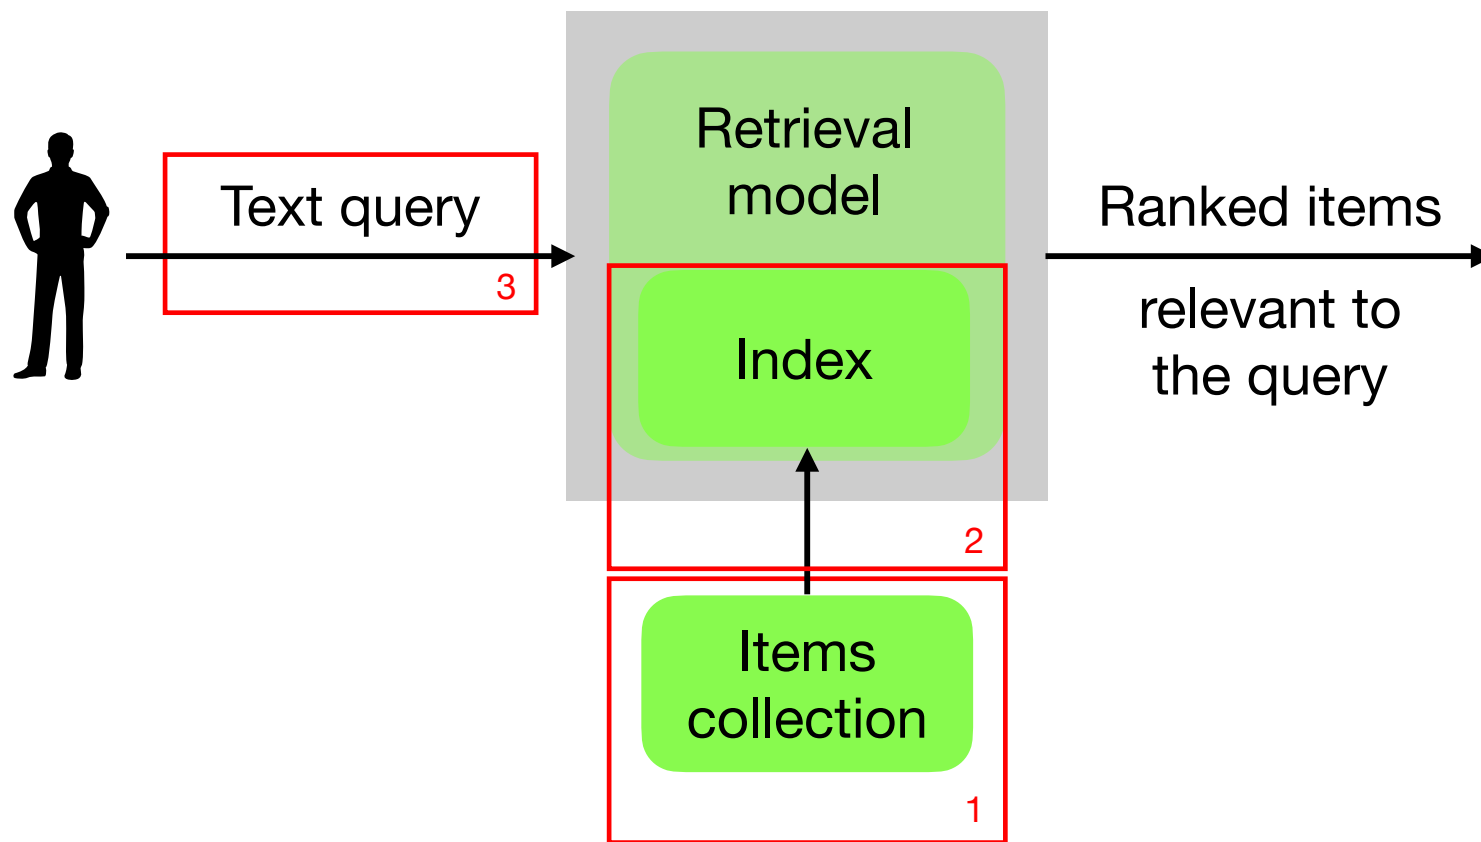 Text query
3
Retrieval
model
Index
2
Items
collection
1
Ranked items
relevant to
the query